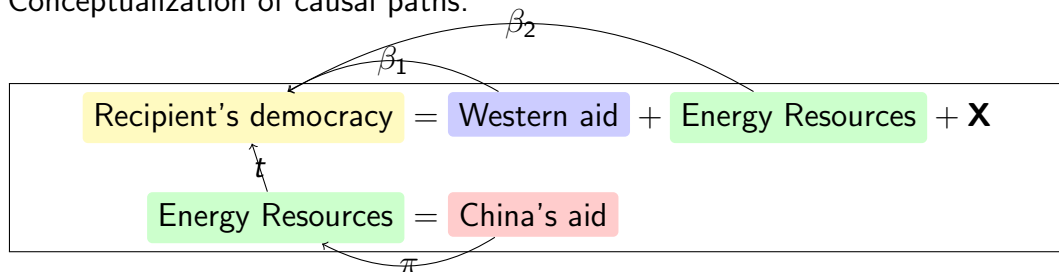 Conceptualization of causal paths:
β₂
β₁
Recipient's democracy = Western aid + Energy Resources + X
t
Energy Resources = China's aid
π